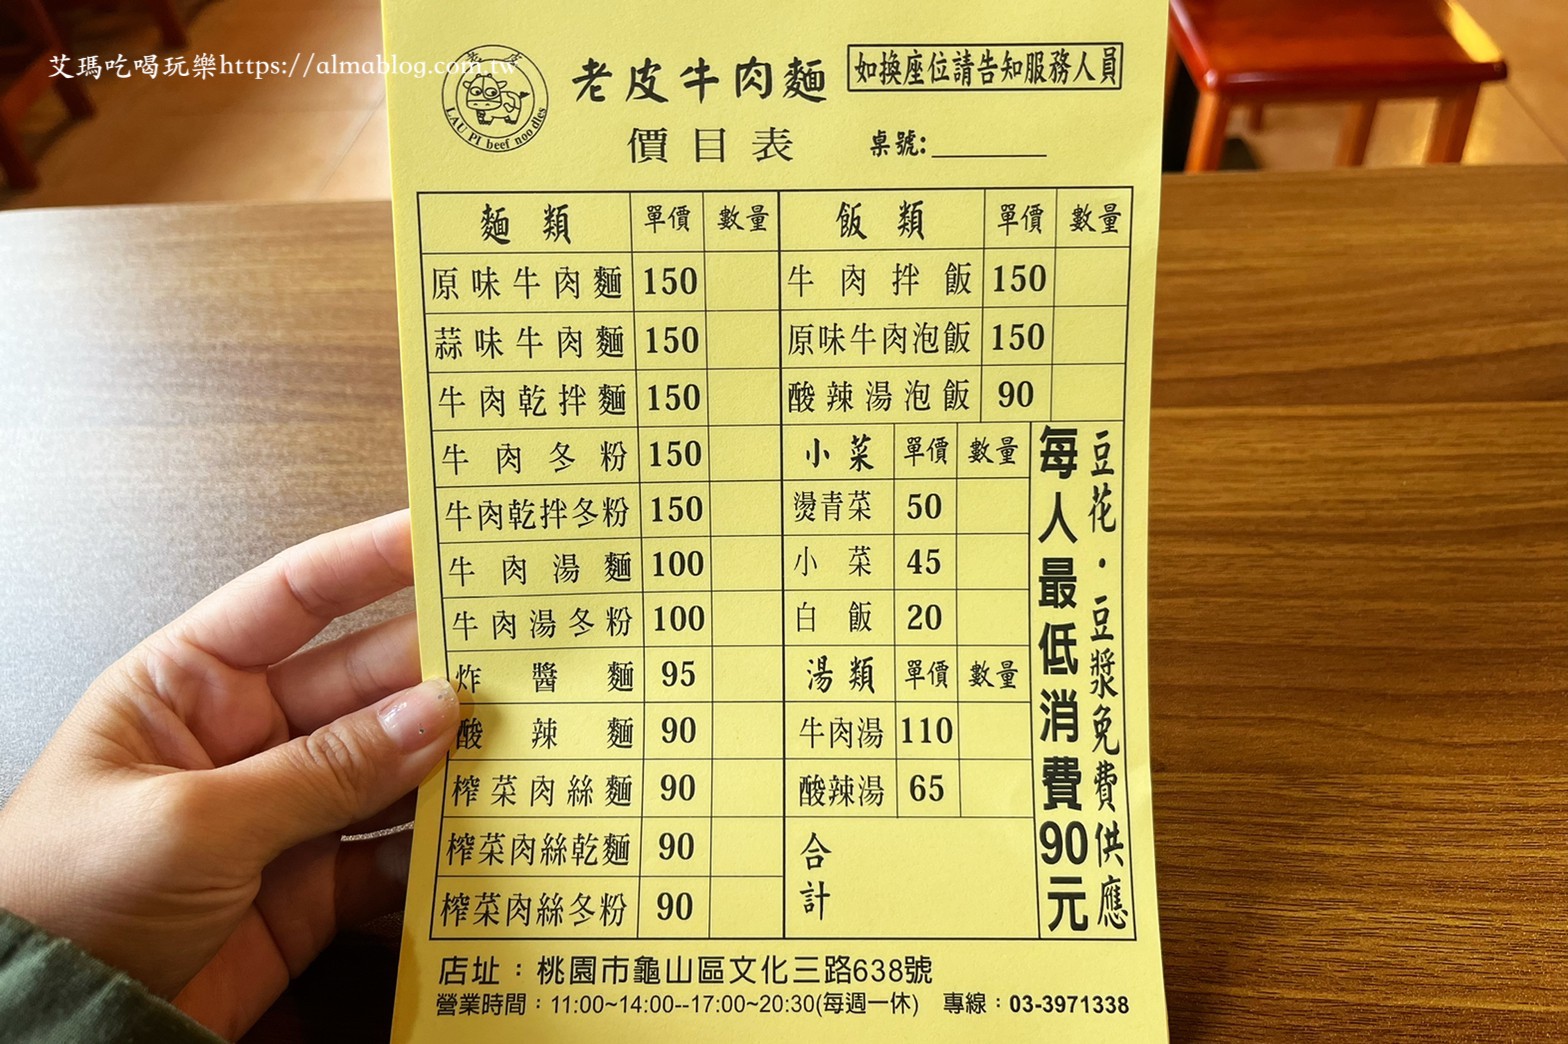 艾瑪吃喝玩樂https://almablog.com.tw
LAU PI beef noodles
老皮牛肉麵
如換座位請告知服務人員
價目表
桌號:
麵類 單價 數量 飯類 單價 數量
原味牛肉麵 150 牛肉拌飯 150
蒜味牛肉麵 150 原味牛肉泡飯 150
牛肉乾拌麵 150 酸辣湯泡飯 90
牛肉冬粉 150 小菜 單價 數量
牛肉乾拌冬粉 150 燙青菜 50
牛肉湯麵 100 小菜 45
牛肉湯冬粉 100 白飯 20
炸醬麵 95 湯類 單價 數量
酸辣麵 90 牛肉湯 110
榨菜肉絲麵 90 酸辣湯 65
榨菜肉絲乾麵 90 合計
榨菜肉絲冬粉 90
豆花・豆漿免費供應
每人最低消費90元
店址：桃園市龜山區文化三路638號
營業時間：11:00~14:00--17:00~20:30(每週一休) 專線：03-3971338